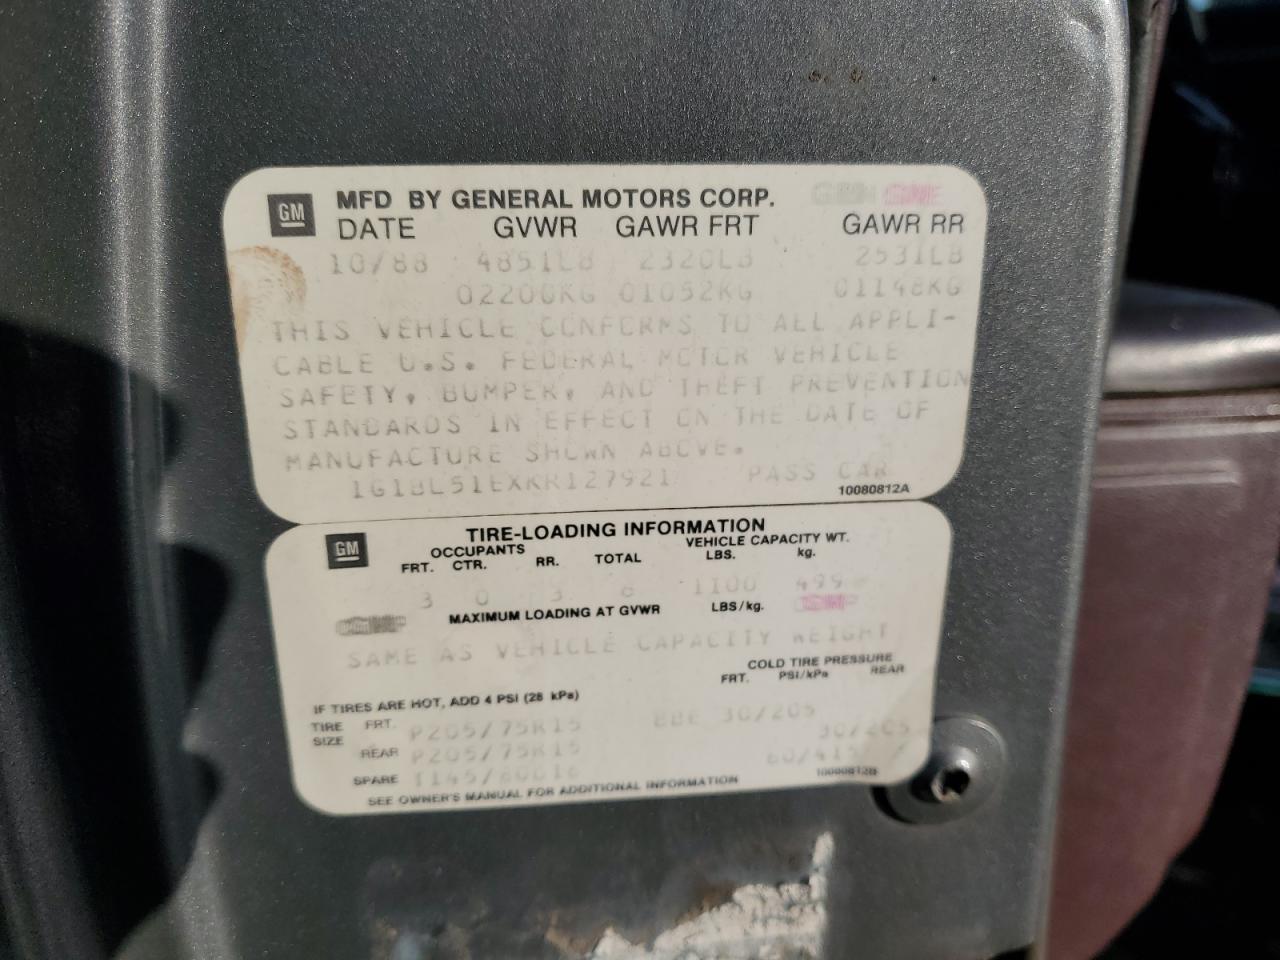 GM
MFD BY GENERAL MOTORS CORP.
DATE GVWR GAWR FRT GAWR RR
10/88 4851LB 2320LB 2531LB
02200KG 01052KG 01148KG
THIS VEHICLE CONFORMS TO ALL APPLI-
CABLE U.S. FEDERAL MOTOR VEHICLE
SAFETY, BUMPER, AND THEFT PREVENTION
STANDARDS IN EFFECT ON THE DATE OF
MANUFACTURE SHOWN ABOVE.
1G1BL51EXKR127921 PASS CAR
10080812A
GM
TIRE-LOADING INFORMATION
OCCUPANTS VEHICLE CAPACITY WT.
FRT. CTR. RR. TOTAL LBS. kg.
3 0 3 6 1100 499
MAXIMUM LOADING AT GVWR LBS/kg.
SAME AS VEHICLE CAPACITY WEIGHT
COLD TIRE PRESSURE
FRT. PSI/kPa REAR
IF TIRES ARE HOT, ADD 4 PSI (28 kPa)
TIRE SIZE FRT. P205/75R15 BBE 30/205
REAR P205/75R15 30/205
SPARE T145/80D16 60/415
10080812B
SEE OWNER'S MANUAL FOR ADDITIONAL INFORMATION